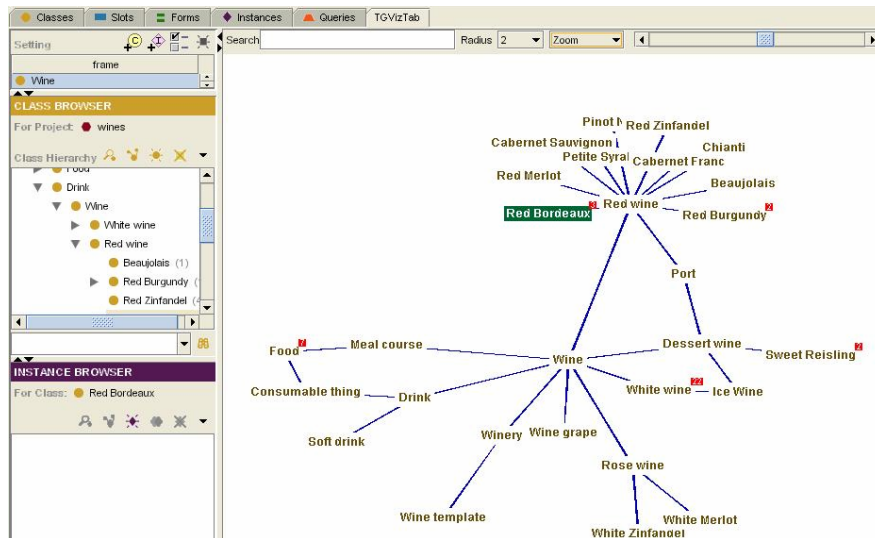 Classes Slots Forms Instances Queries TGVizTab
Setting
Search Radius 2 Zoom
frame
Wine
CLASS BROWSER
For Project: wines
Class Hierarchy
Food
Drink
Wine
White wine
Red wine
Beaujolais (1)
Red Burgundy
Red Zinfandel
INSTANCE BROWSER
For Class: Red Bordeaux
Pinot N Red Zinfandel
Cabernet Sauvignon Chianti
Petite Syral Cabernet Franc
Red Merlot Beaujolais
Red Bordeaux 3 Red wine Red Burgundy 2
Port
Food 7 Meal course Wine Dessert wine Sweet Reisling 2
Consumable thing Drink White wine 22 Ice Wine
Soft drink Winery Wine grape
Rose wine
Wine template White Merlot
White Zinfandel